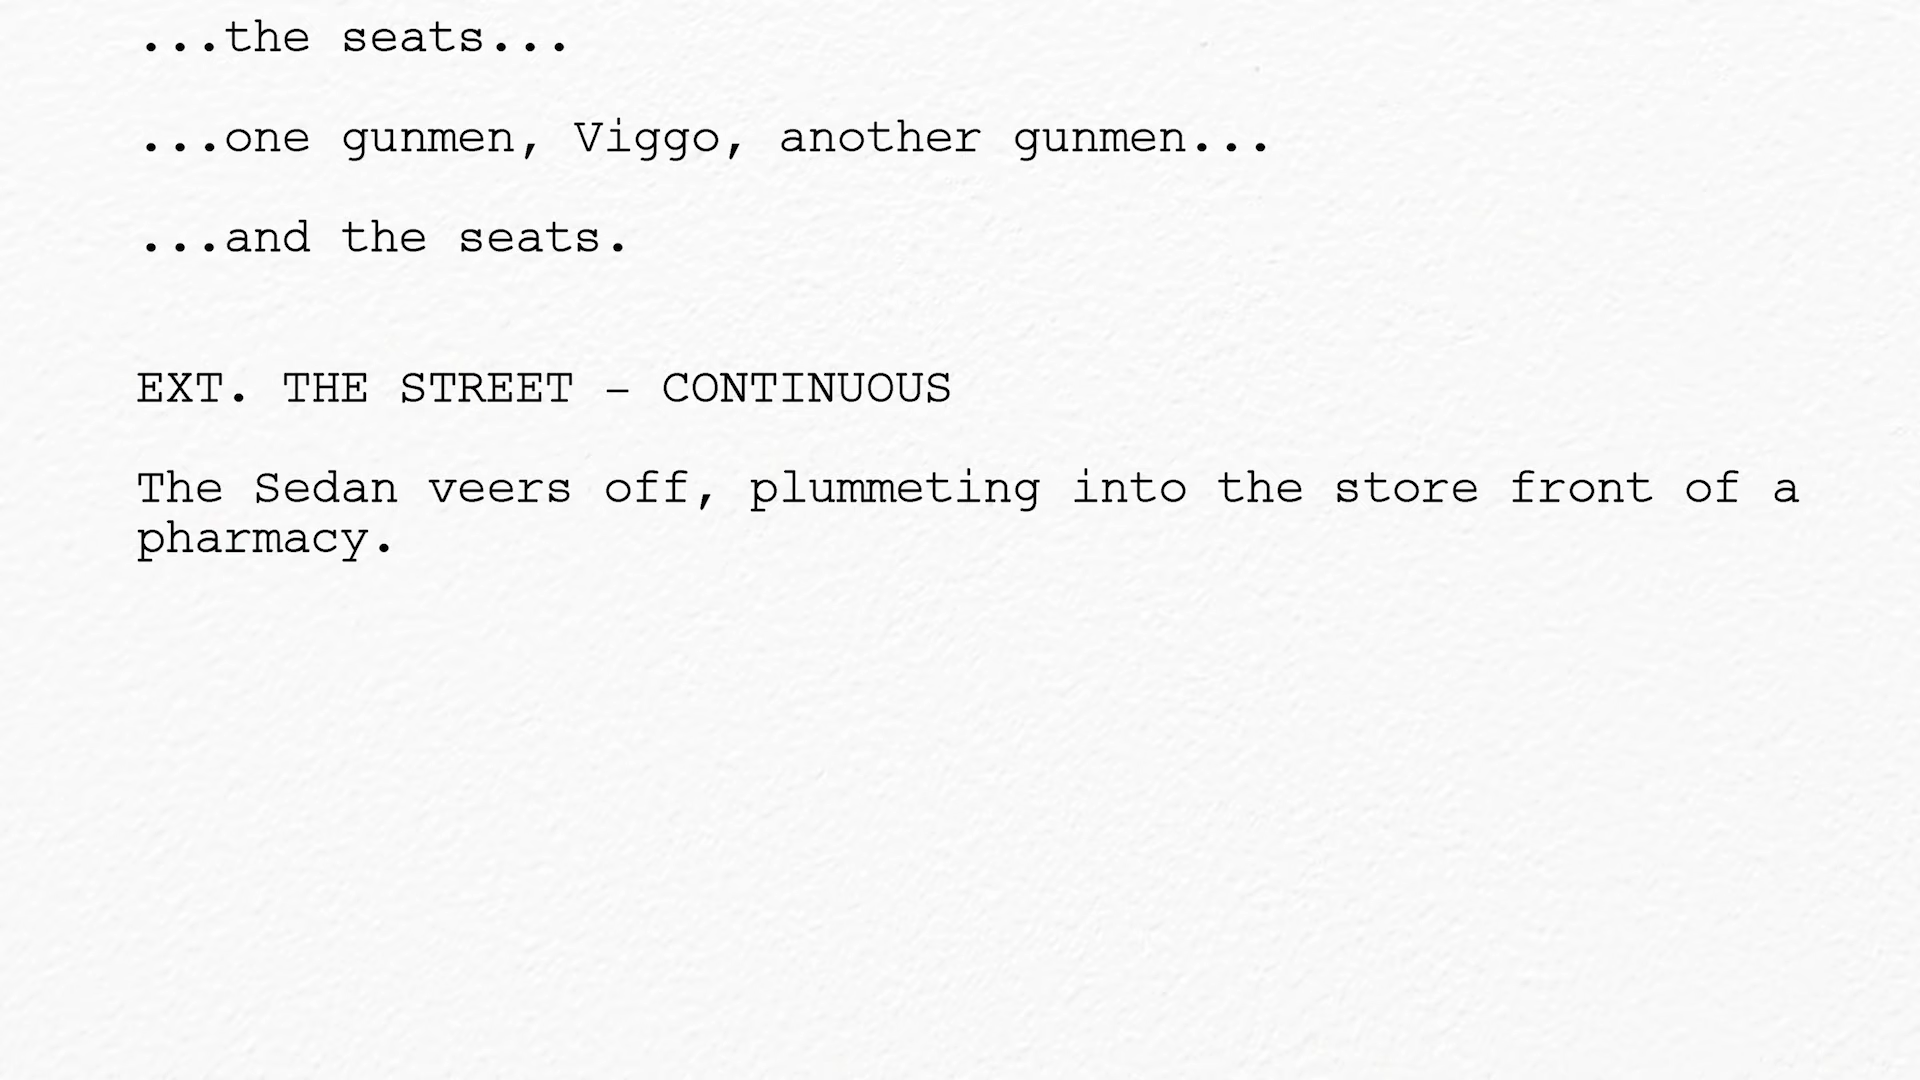 ...the seats...
...one gunmen, Viggo, another gunmen...
...and the seats.
EXT. THE STREET – CONTINUOUS
The Sedan veers off, plummeting into the store front of a
pharmacy.